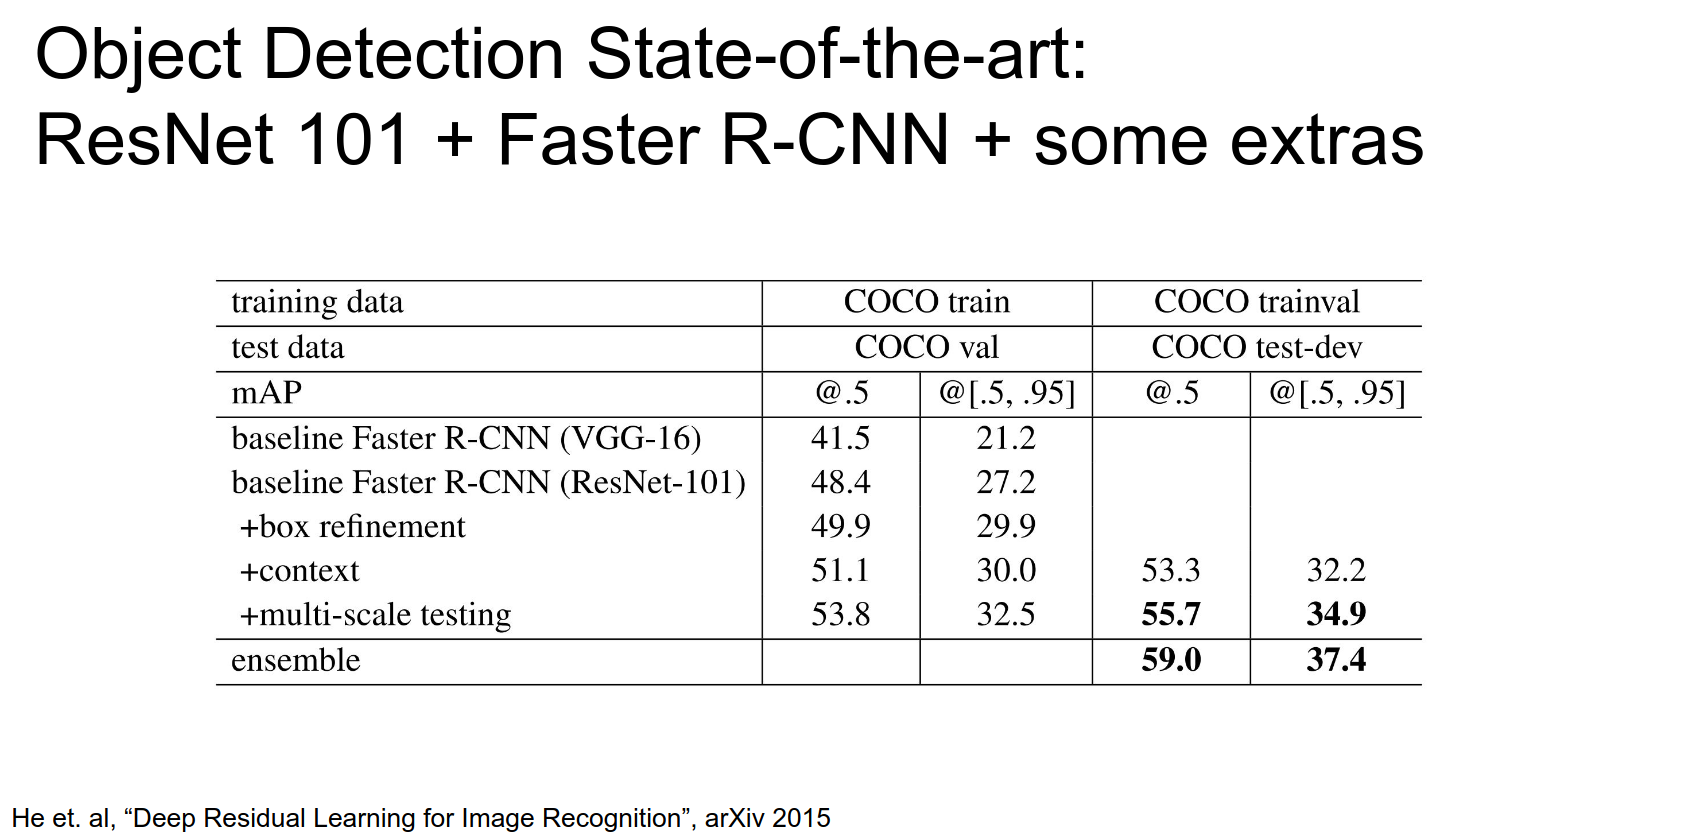 Object Detection State-of-the-art:
ResNet 101 + Faster R-CNN + some extras
training data COCO train COCO trainval
test data COCO val COCO test-dev
mAP @.5 @[.5, .95] @.5 @[.5, .95]
baseline Faster R-CNN (VGG-16) 41.5 21.2
baseline Faster R-CNN (ResNet-101) 48.4 27.2
+box refinement 49.9 29.9
+context 51.1 30.0 53.3 32.2
+multi-scale testing 53.8 32.5 55.7 34.9
ensemble 59.0 37.4
He et. al, “Deep Residual Learning for Image Recognition”, arXiv 2015